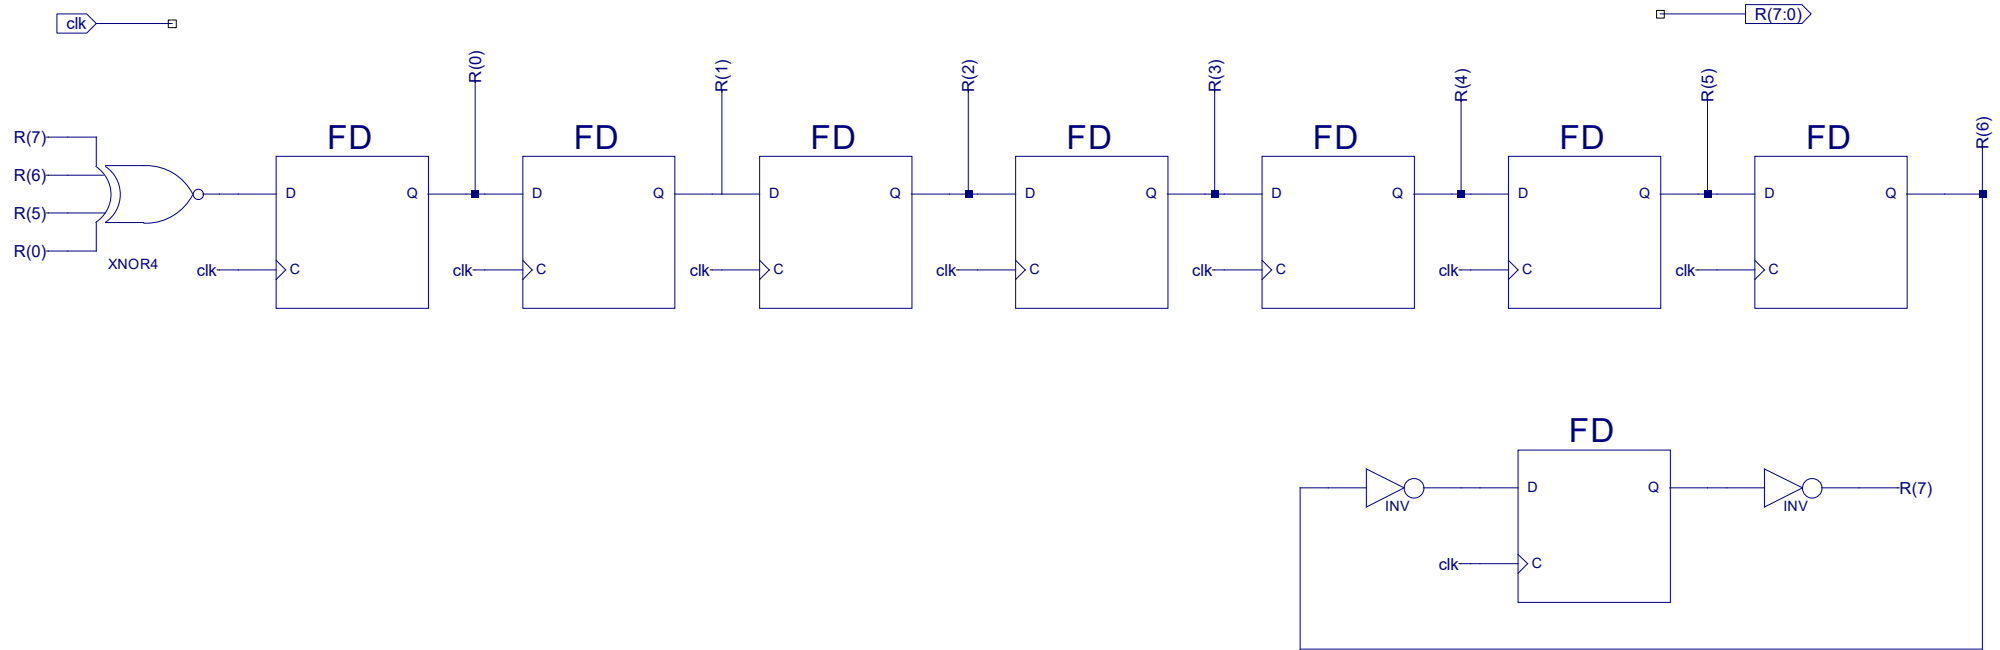 clk
R(7:0)
R(0)
R(1)
R(2)
R(3)
R(4)
R(5)
R(6)
FD
FD
FD
FD
FD
FD
FD
R(7)
R(6)
R(5)
R(0)
XNOR4
D
Q
D
Q
D
Q
D
Q
D
Q
D
Q
D
Q
clk
C
clk
C
clk
C
clk
C
clk
C
clk
C
clk
C
FD
INV
D
Q
INV
R(7)
clk
C